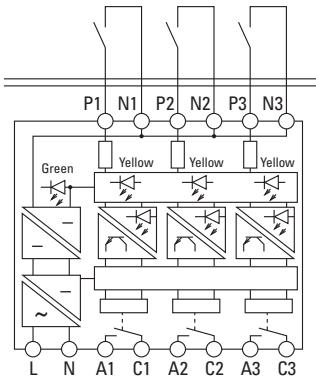 P1 N1 P2 N2 P3 N3
Green Yellow Yellow Yellow
L N A1 C1 A2 C2 A3 C3